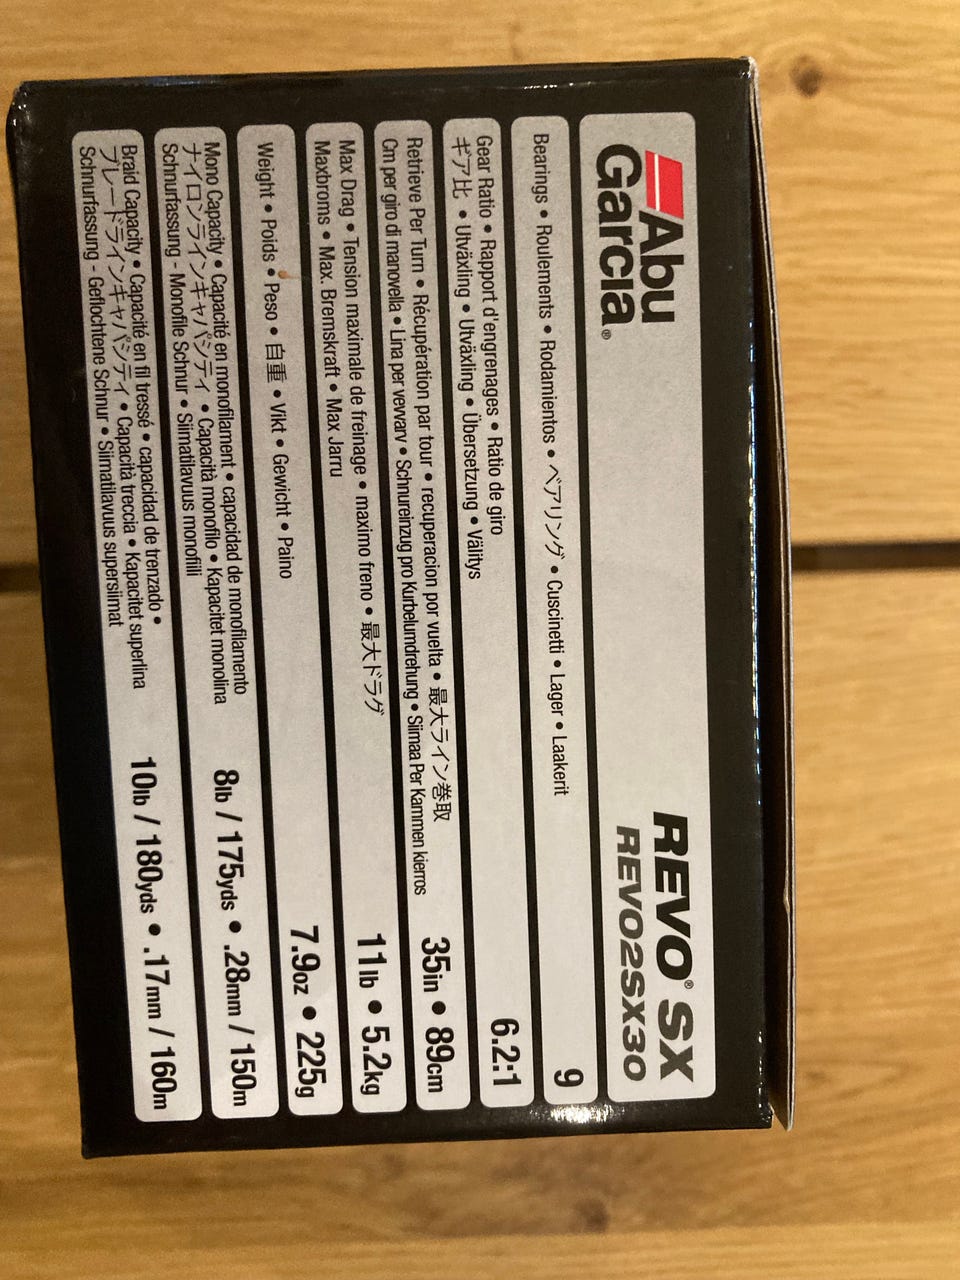 Abu
Garcia®
REVO® SX
REVO2SX30
Bearings • Roulements • Rodamientos • ベアリング • Cuscinetti • Lager • Laakerit
9
Gear Ratio • Rapport d'engrenages • Ratio de giro
ギア比 • Utväxling • Utväxling • Übersetzung • Välitys
6.2:1
Retrieve Per Turn • Récupération par tour • recuperacion por vuelta • 最大ライン巻取
Cm per giro di manovella • Lina per vevvarv • Schnureinzug pro Kurbelumdrehung • Siimaa Per Kammen kierros
35in • 89cm
Max Drag • Tension maximale de freinage • maximo freno • 最大ドラグ
Maxbroms • Max. Bremskraft • Max Jarru
11lb • 5.2kg
Weight • Poids • Peso • 自重 • Vikt • Gewicht • Paino
7.9oz • 225g
Mono Capacity • Capacité en monofilament • capacidad de monofilamento
ナイロンラインキャパシティ • Capacità monofilo • Kapacitet monolina
Schnurfassung - Monofile Schnur • Siimatilavuus monofiili
8lb / 175yds • .28mm / 150m
Braid Capacity • Capacité en fil tressé • capacidad de trenzado •
ブレードラインキャパシティ • Capacità treccia • Kapacitet superlina
Schnurfassung - Geflochtene Schnur • Siimatilavuus supersiimat
10lb / 180yds • .17mm / 160m